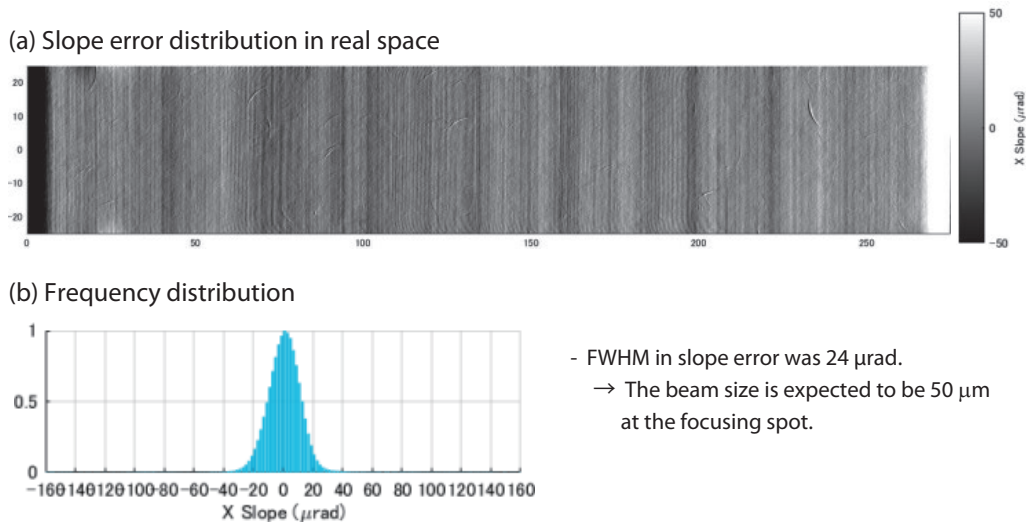 50
(a) Slope error distribution in real space
20
10
0
-10
-20
0
50
100
150
200
250
0
-50
X Slope (μrad)
(b) Frequency distribution
1
0.5
0
-160 -140 -120 -100 -80 -60 -40 -20 0 20 40 60 80 100 120 140 160
X Slope (μrad)
- FWHM in slope error was 24 μrad.
→ The beam size is expected to be 50 μm
at the focusing spot.